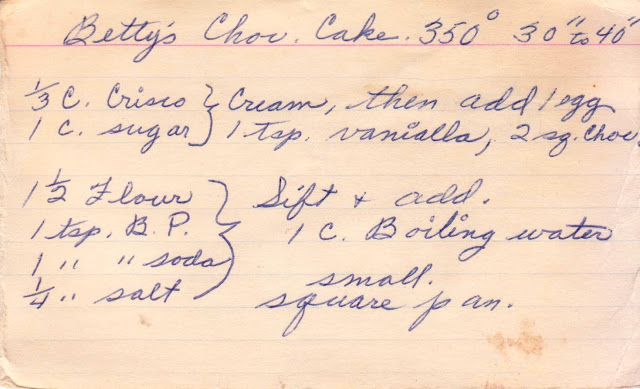 Betty's Choc. Cake. 350° 30" to 40"
1/3 C. Crisco } Cream, then add 1 egg
1 C. sugar } 1 tsp. vanialla, 2 sq. choc.
1 1/2 Flour } Sift & add.
1 tsp. B.P. } 1 C. Boiling water
1 " " soda
1/4 " salt } small.
square pan.